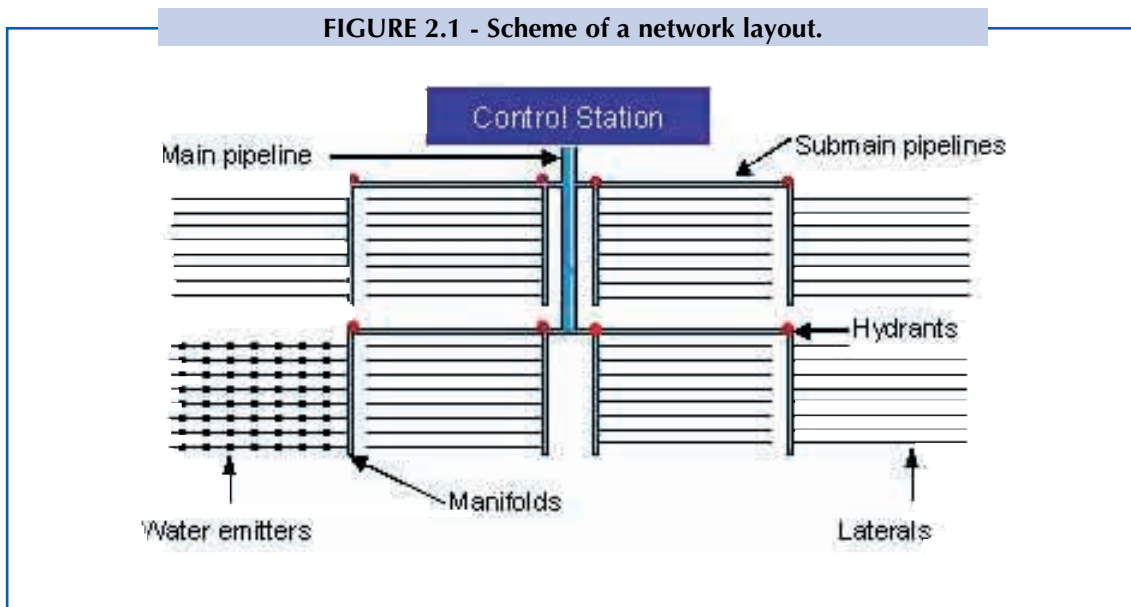 FIGURE 2.1 - Scheme of a network layout.
Control Station
Main pipeline
Submain pipelines
Hydrants
Manifolds
Water emitters
Laterals